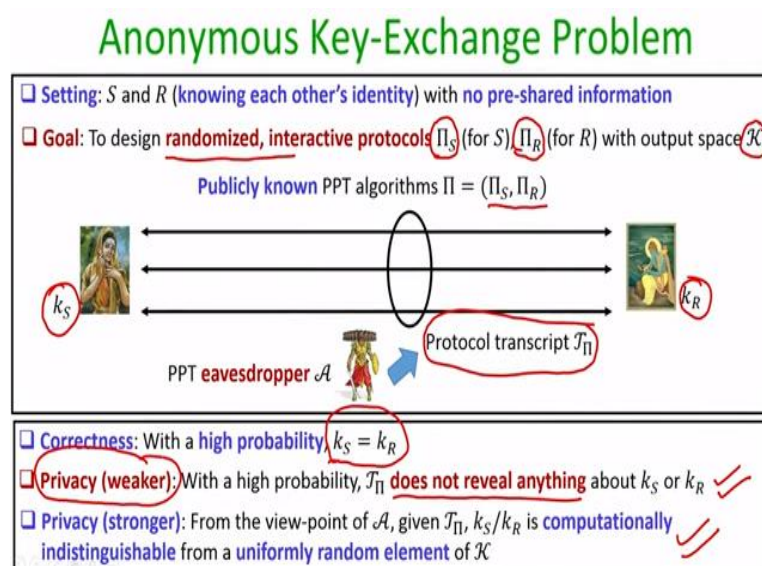 Anonymous Key-Exchange Problem
❑ Setting: S and R (knowing each other's identity) with no pre-shared information
❑ Goal: To design randomized, interactive protocols Π_S (for S), Π_R (for R) with output space 𝒦
Publicly known PPT algorithms Π = (Π_S, Π_R)
k_S
k_R
Protocol transcript 𝒯_Π
PPT eavesdropper 𝒜
❑ Correctness: With a high probability, k_S = k_R
❑ Privacy (weaker): With a high probability, 𝒯_Π does not reveal anything about k_S or k_R
❑ Privacy (stronger): From the view-point of 𝒜, given 𝒯_Π, k_S/k_R is computationally
indistinguishable from a uniformly random element of 𝒦